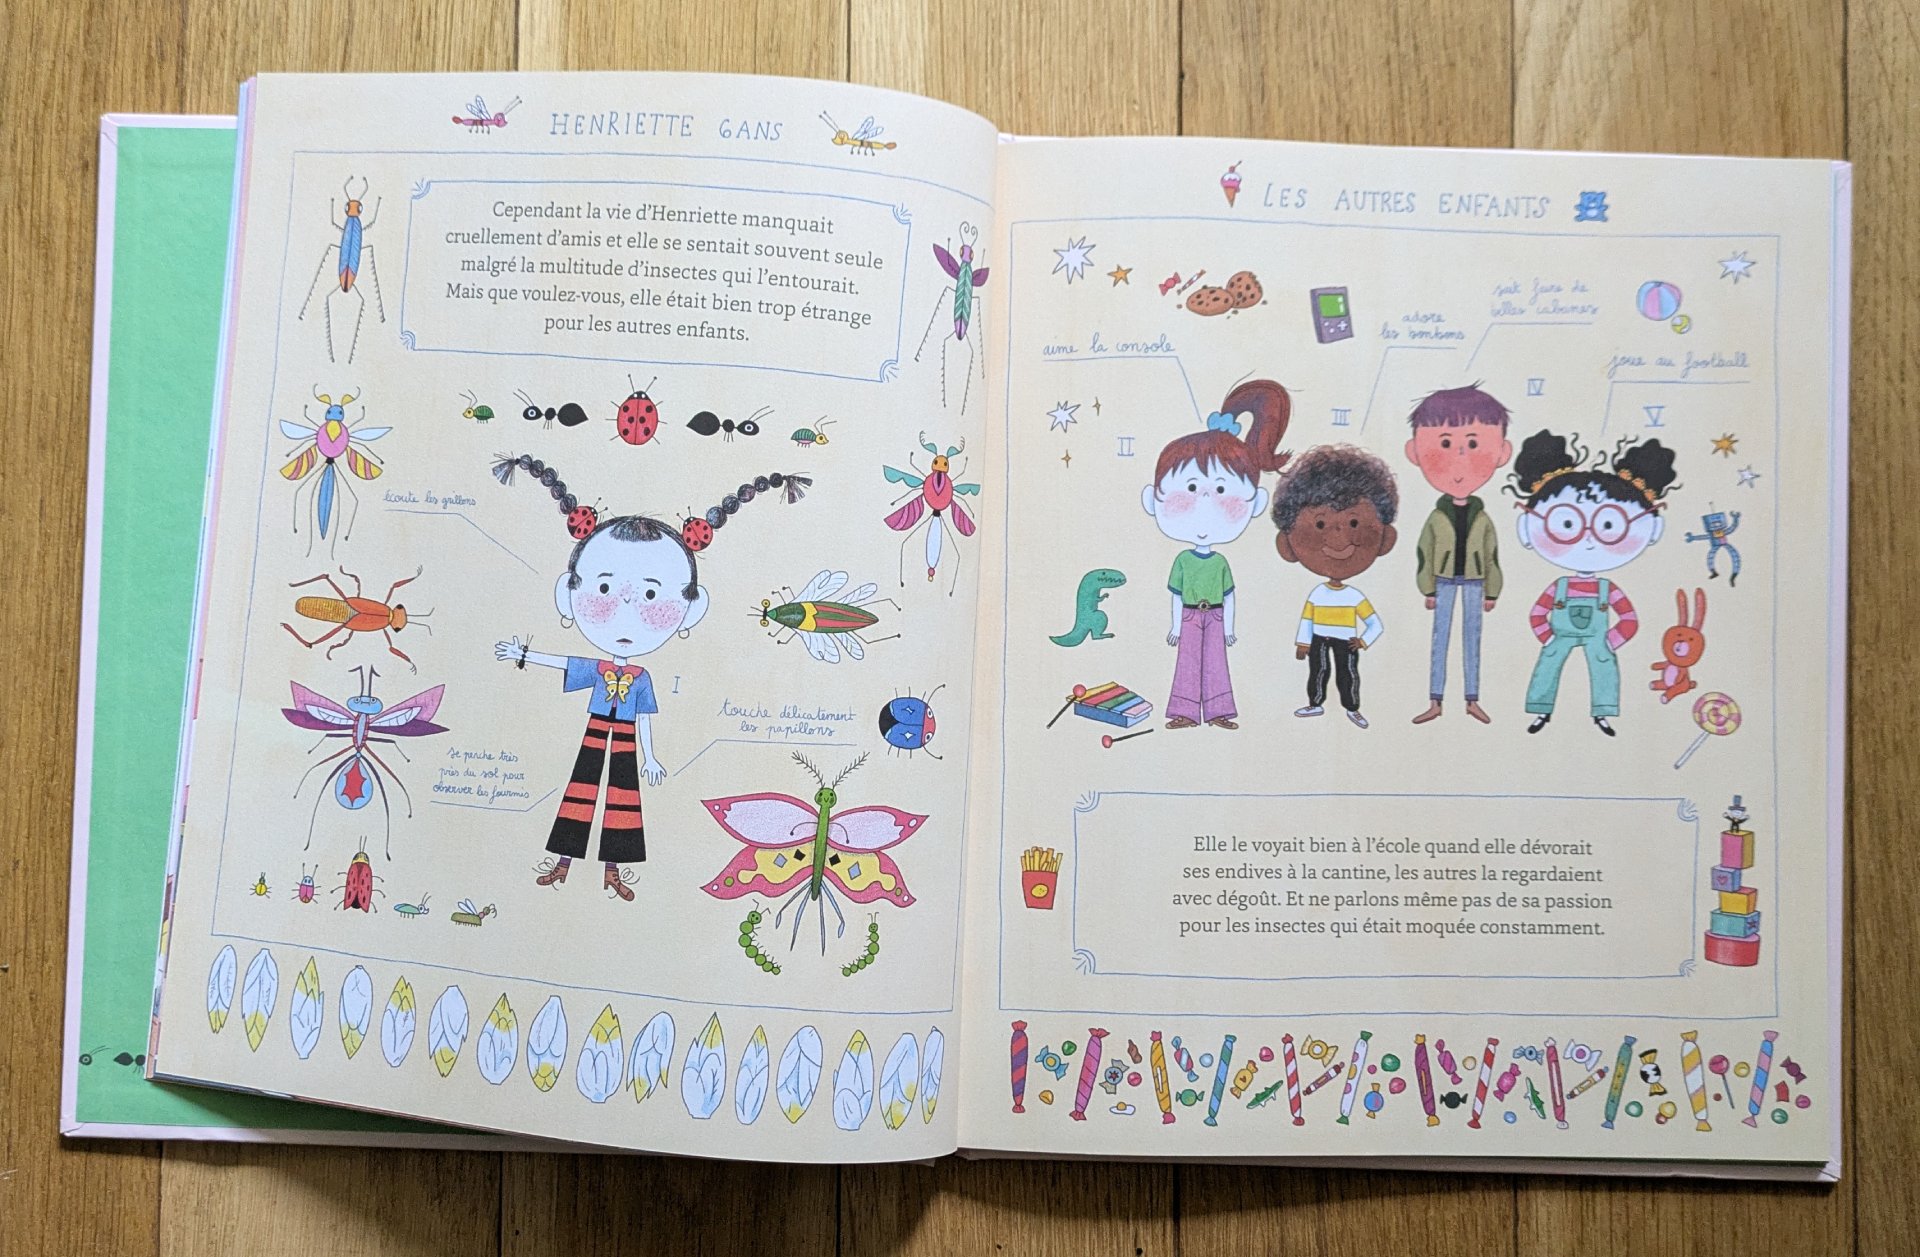 HENRIETTE 6 ANS
Cependant la vie d'Henriette manquait
cruellement d'amis et elle se sentait souvent seule
malgré la multitude d'insectes qui l'entourait.
Mais que voulez-vous, elle était bien trop étrange
pour les autres enfants.
écoute les grillons
I
touche délicatement
les papillons
se penche très
près du sol pour
observer les fourmis
LES AUTRES ENFANTS
aime la console
adore
les bonbons
sait faire de
belles cabanes
joue au football
II
III
IV
V
Elle le voyait bien à l'école quand elle dévorait
ses endives à la cantine, les autres la regardaient
avec dégoût. Et ne parlons même pas de sa passion
pour les insectes qui était moquée constamment.